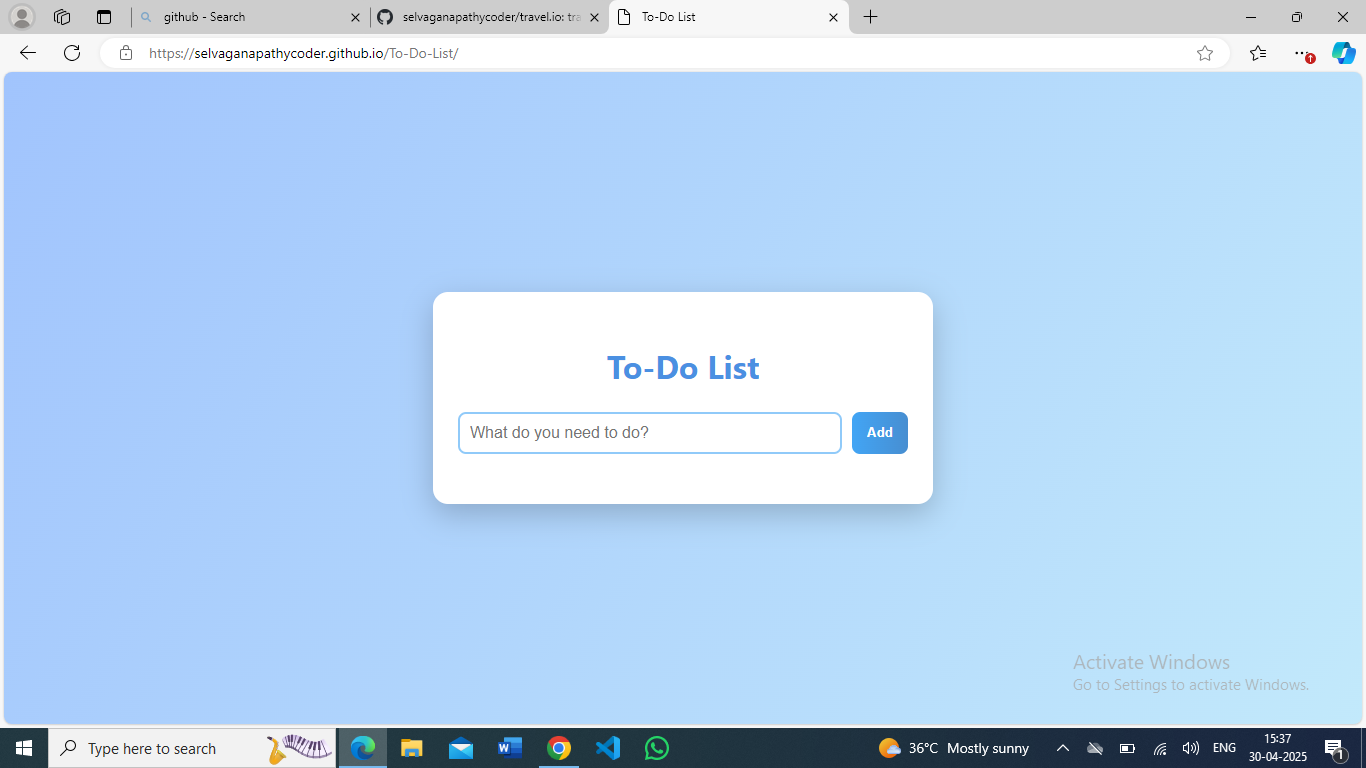 github - Search
selvaganapathycoder/travel.io: tra
To-Do List
https://selvaganapathycoder.github.io/To-Do-List/
To-Do List
What do you need to do?
Add
Activate Windows
Go to Settings to activate Windows.
Type here to search
36°C Mostly sunny
ENG
15:37
30-04-2025
1